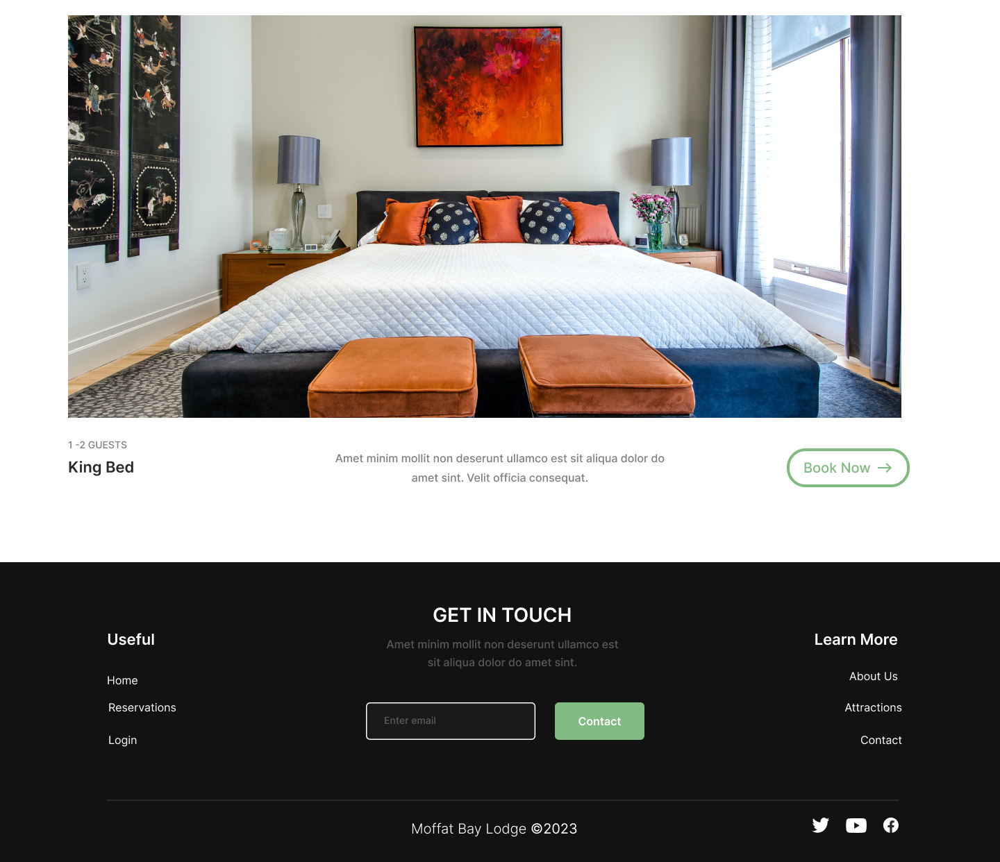 1 -2 GUESTS
King Bed
Amet minim mollit non deserunt ullamco est sit aliqua dolor do
amet sint. Velit officia consequat.
Book Now
GET IN TOUCH
Amet minim mollit non deserunt ullamco est
sit aliqua dolor do amet sint.
Enter email
Contact
Useful
Home
Reservations
Login
Learn More
About Us
Attractions
Contact
Moffat Bay Lodge ©2023